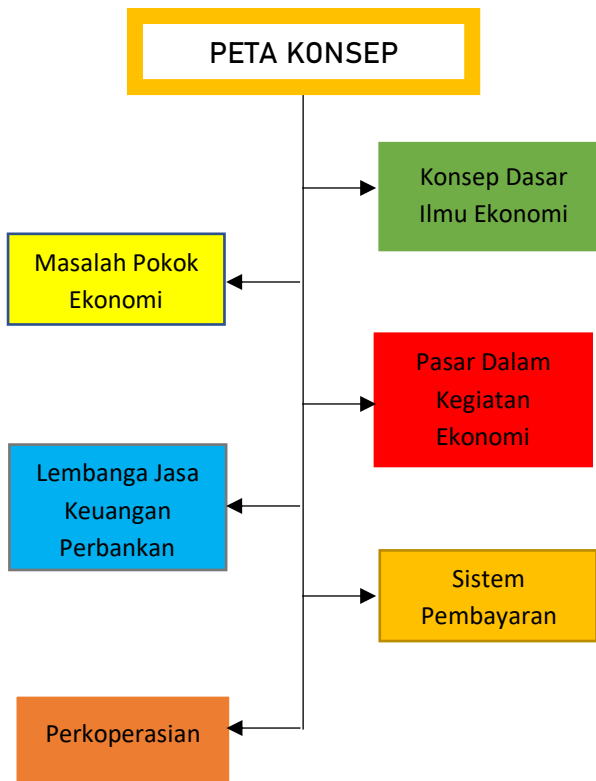 PETA KONSEP
Konsep Dasar
Ilmu Ekonomi
Masalah Pokok
Ekonomi
Pasar Dalam
Kegiatan
Ekonomi
Lembanga Jasa
Keuangan
Perbankan
Sistem
Pembayaran
Perkoperasian